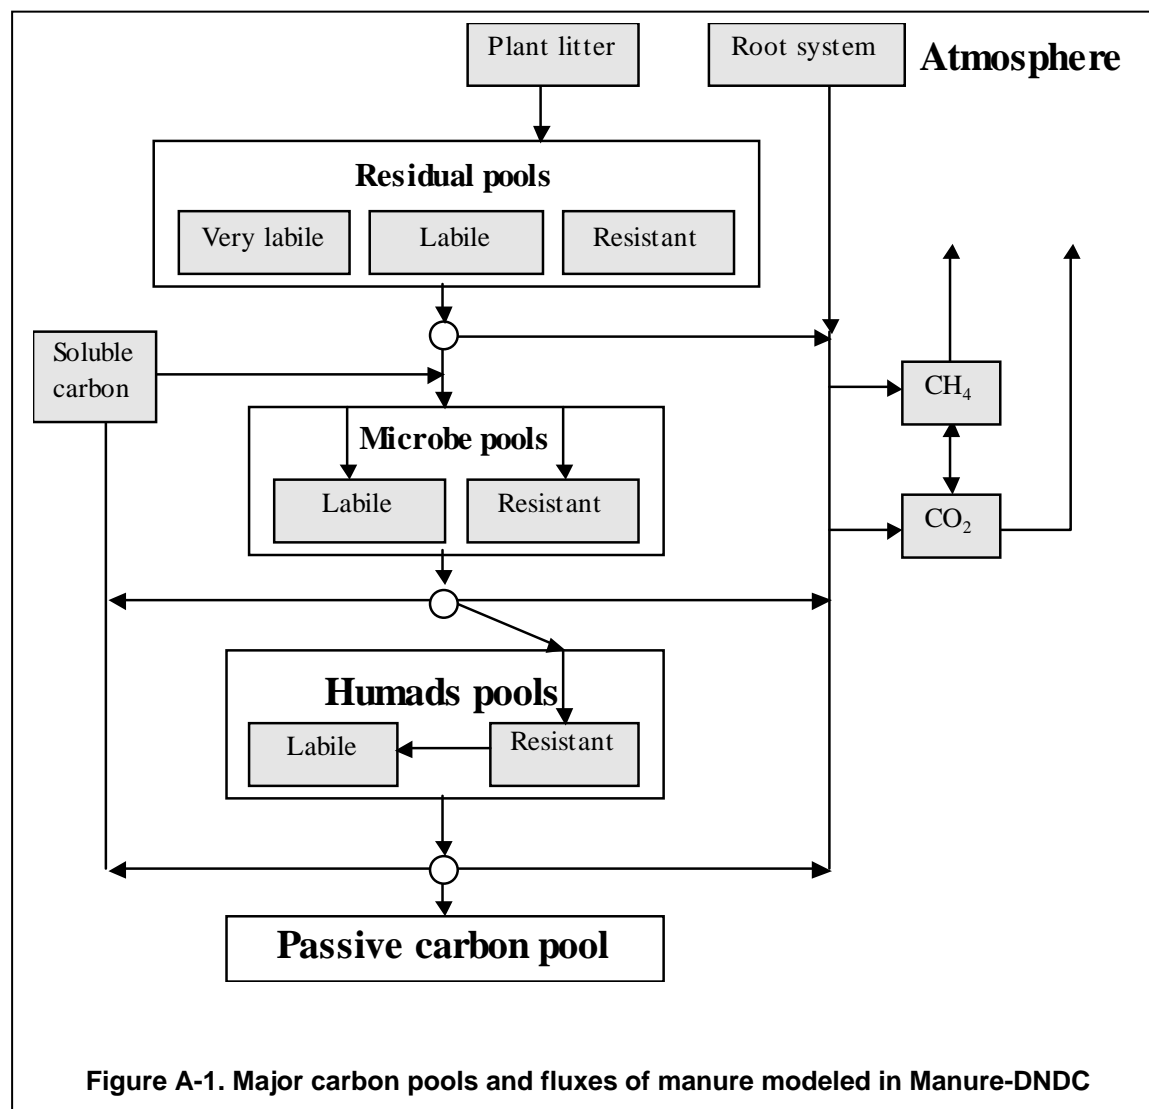 Plant litter
Root system
Atmosphere
Residual pools
Very labile
Labile
Resistant
Soluble
carbon
CH₄
Microbe pools
Labile
Resistant
CO₂
Humads pools
Labile
Resistant
Passive carbon pool
Figure A-1. Major carbon pools and fluxes of manure modeled in Manure-DNDC